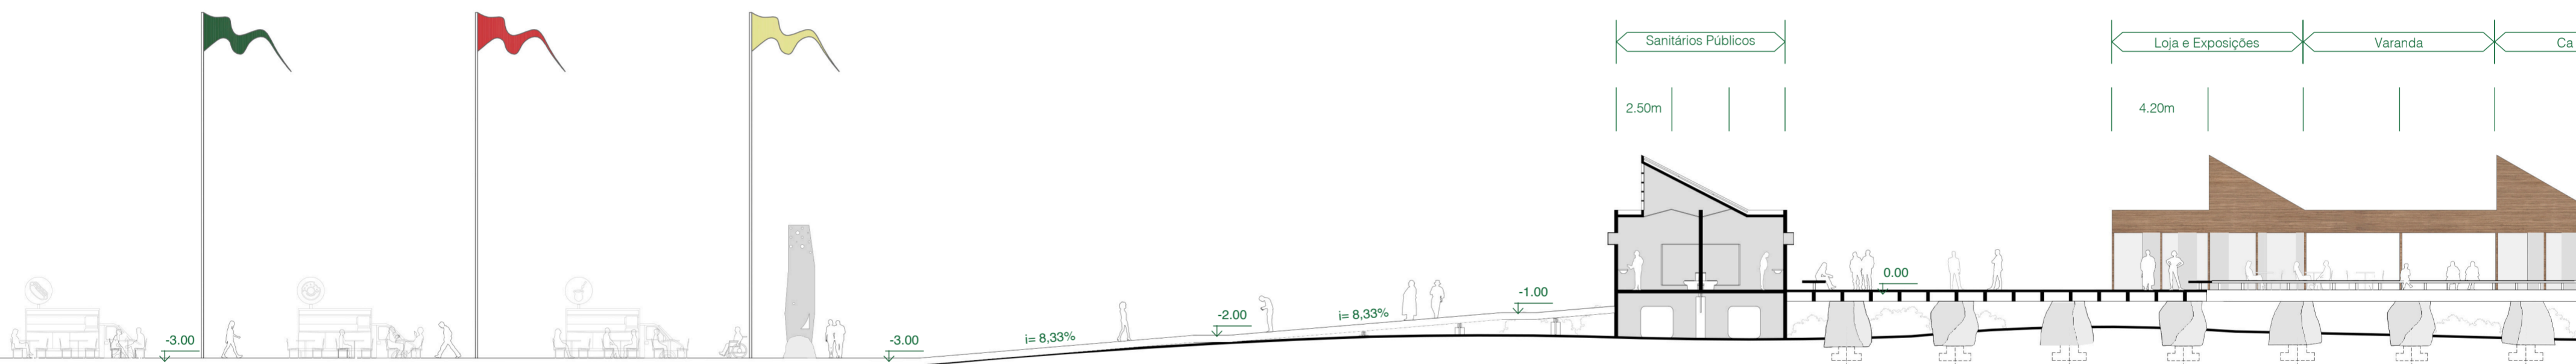 Sanitários Públicos
Loja e Exposições
Varanda
Ca
2.50m
4.20m
0.00
-1.00
-2.00
i= 8,33%
-3.00
-3.00
i= 8,33%